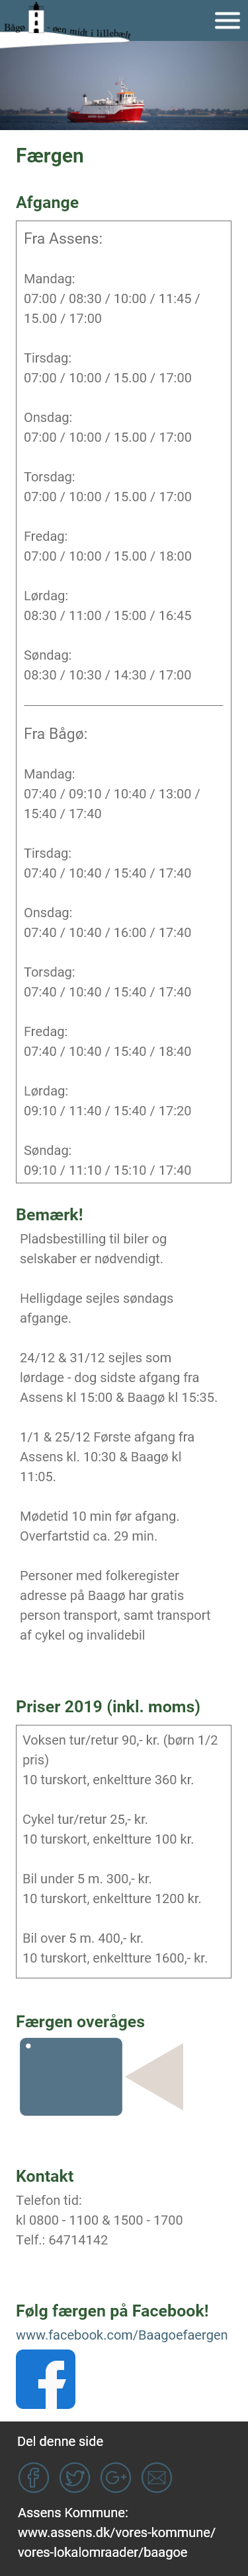 Bågø - een midt i lillebælt
Færgen
Afgange
Fra Assens:
Mandag:
07:00 / 08:30 / 10:00 / 11:45 /
15.00 / 17:00
Tirsdag:
07:00 / 10:00 / 15.00 / 17:00
Onsdag:
07:00 / 10:00 / 15.00 / 17:00
Torsdag:
07:00 / 10:00 / 15.00 / 17:00
Fredag:
07:00 / 10:00 / 15.00 / 18:00
Lørdag:
08:30 / 11:00 / 15:00 / 16:45
Søndag:
08:30 / 10:30 / 14:30 / 17:00
Fra Bågø:
Mandag:
07:40 / 09:10 / 10:40 / 13:00 /
15:40 / 17:40
Tirsdag:
07:40 / 10:40 / 15:40 / 17:40
Onsdag:
07:40 / 10:40 / 16:00 / 17:40
Torsdag:
07:40 / 10:40 / 15:40 / 17:40
Fredag:
07:40 / 10:40 / 15:40 / 18:40
Lørdag:
09:10 / 11:40 / 15:40 / 17:20
Søndag:
09:10 / 11:10 / 15:10 / 17:40
Bemærk!
Pladsbestilling til biler og
selskaber er nødvendigt.
Helligdage sejles søndags
afgange.
24/12 & 31/12 sejles som
lørdage - dog sidste afgang fra
Assens kl 15:00 & Baagø kl 15:35.
1/1 & 25/12 Første afgang fra
Assens kl. 10:30 & Baagø kl
11:05.
Mødetid 10 min før afgang.
Overfartstid ca. 29 min.
Personer med folkeregister
adresse på Baagø har gratis
person transport, samt transport
af cykel og invalidebil
Priser 2019 (inkl. moms)
Voksen tur/retur 90,- kr. (børn 1/2
pris)
10 turskort, enkeltture 360 kr.
Cykel tur/retur 25,- kr.
10 turskort, enkeltture 100 kr.
Bil under 5 m. 300,- kr.
10 turskort, enkeltture 1200 kr.
Bil over 5 m. 400,- kr.
10 turskort, enkeltture 1600,- kr.
Færgen overåges
Kontakt
Telefon tid:
kl 0800 - 1100 & 1500 - 1700
Telf.: 64714142
Følg færgen på Facebook!
www.facebook.com/Baagoefaergen
Del denne side
Assens Kommune:
www.assens.dk/vores-kommune/
vores-lokalomraader/baagoe